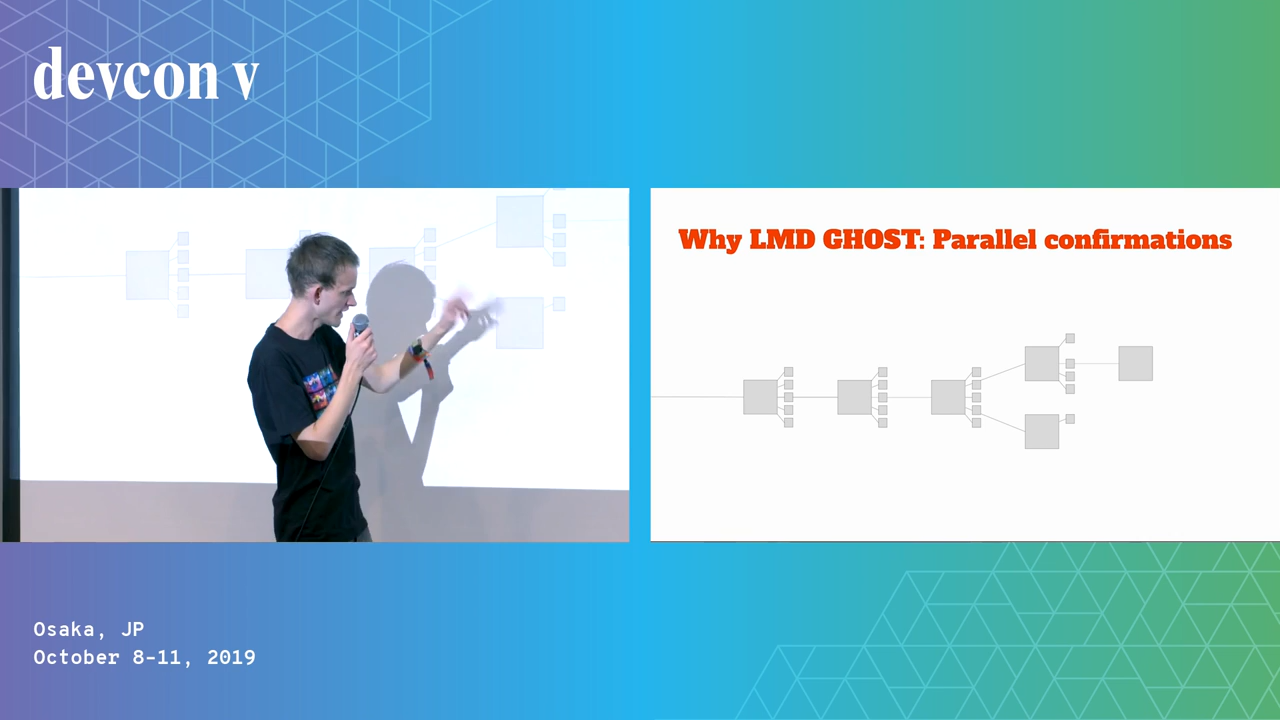 devcon v
Why LMD GHOST: Parallel confirmations
Osaka, JP
October 8-11, 2019